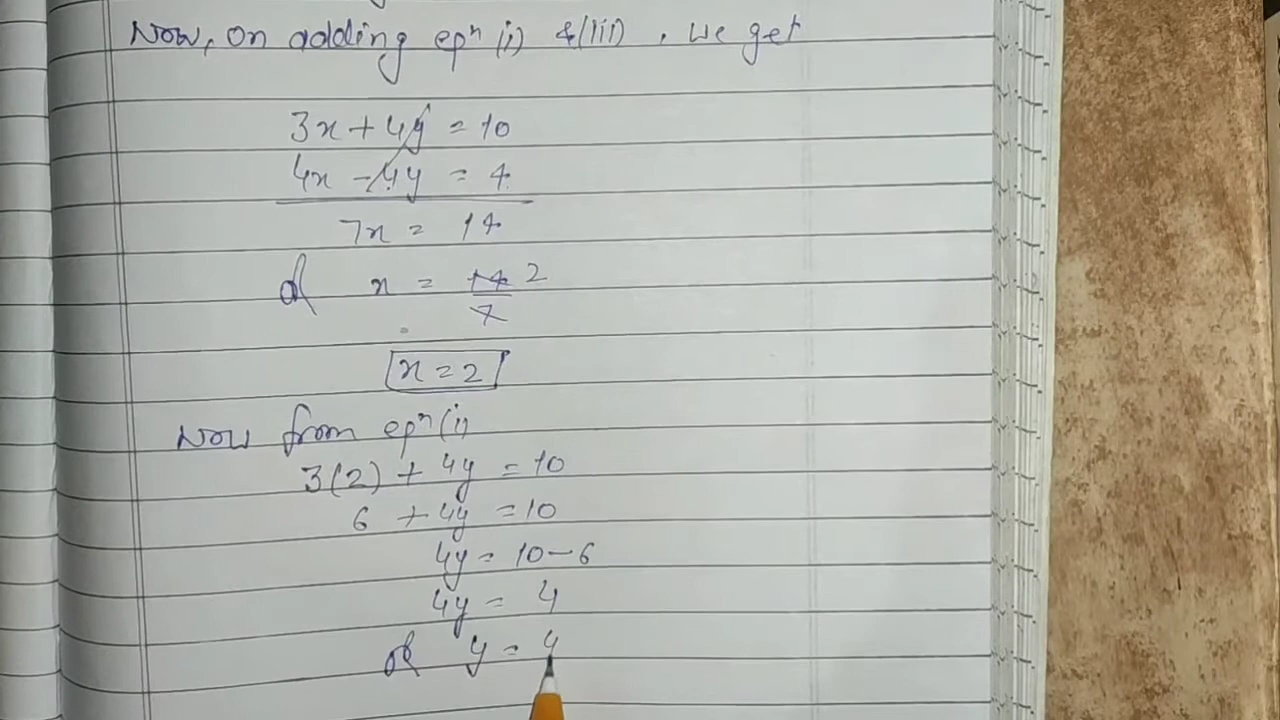 Now, on adding eqⁿ (i) & (iii), we get
3x + 4y = 10
4x - 4y = 4
7x = 14
or x = 14/7 2
x = 2
Now from eqⁿ (i)
3(2) + 4y = 10
6 + 4y = 10
4y = 10 - 6
4y = 4
or y = 4